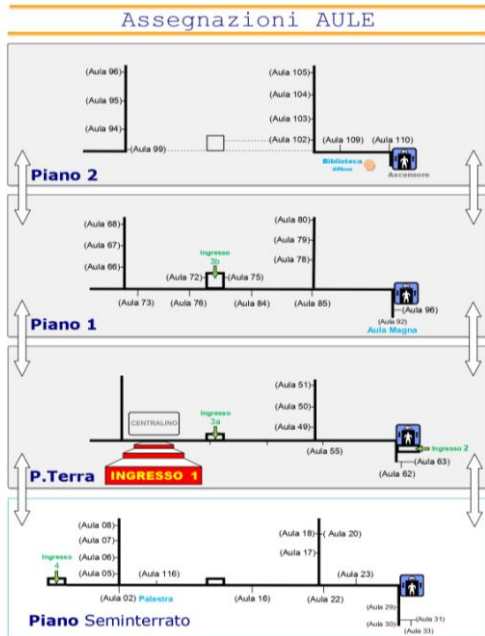 Assegnazioni AULE
(Aula 96)
(Aula 105)
(Aula 95)
(Aula 104)
(Aula 94)
(Aula 103)
(Aula 99)
(Aula 102)
(Aula 109)
(Aula 110)
Biblioteca
diffusa
Ascensore
Piano 2
(Aula 68)
(Aula 80)
(Aula 67)
(Aula 79)
(Aula 66)
(Aula 78)
Ingresso
3b
(Aula 72)
(Aula 75)
(Aula 73)
(Aula 76)
(Aula 84)
(Aula 85)
(Aula 96)
(Aula 92)
Aula Magna
Piano 1
(Aula 51)
(Aula 50)
(Aula 49)
CENTRALINO
Ingresso
3a
(Aula 55)
Ingresso 2
(Aula 63)
(Aula 62)
P.Terra
INGRESSO 1
(Aula 08)
(Aula 07)
(Aula 06)
(Aula 05)
(Aula 18)
( Aula 20)
(Aula 17)
Ingresso
4
(Aula 116)
(Aula 23)
(Aula 02)
Palestra
(Aula 16)
(Aula 22)
(Aula 29)
(Aula 31)
(Aula 30)
(Aula 33)
Piano Seminterrato